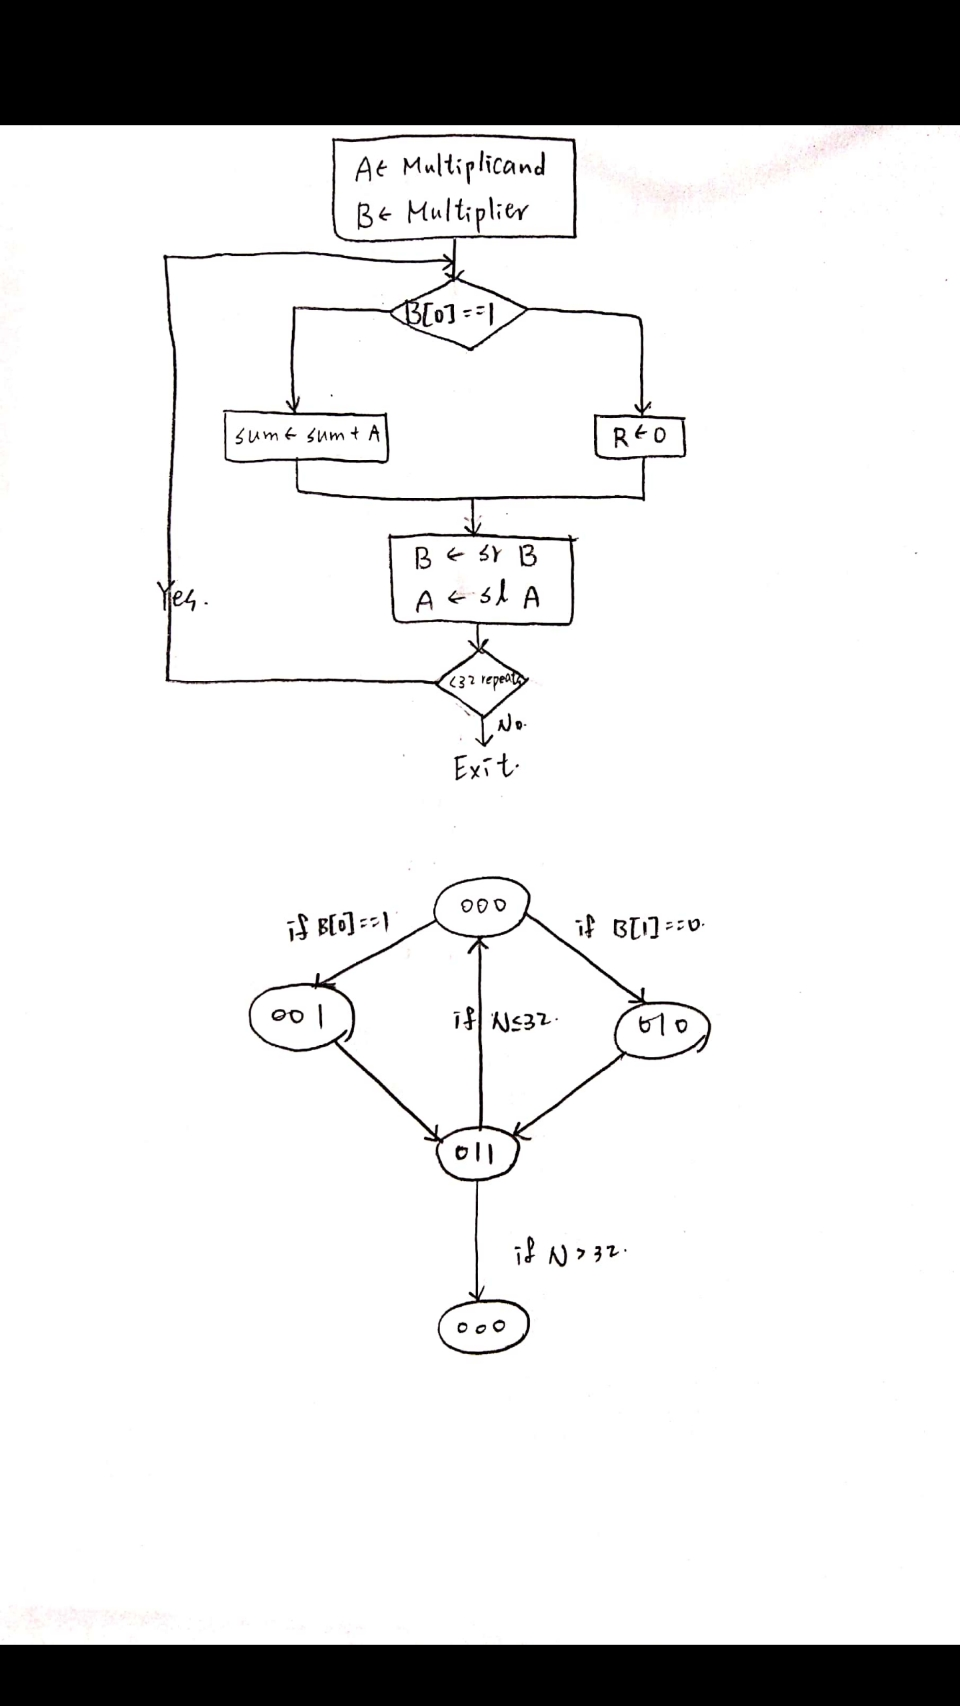 A← Multiplicand
B← Multiplier
B[0]==1
sum← sum+ A
R←0
B ← sr B
A ← sl A
Yes.
<32 repeats
No.
Exit.
000
if B[0]==1
if B[1]==0.
001
if N≤32.
010
011
if N>32.
000